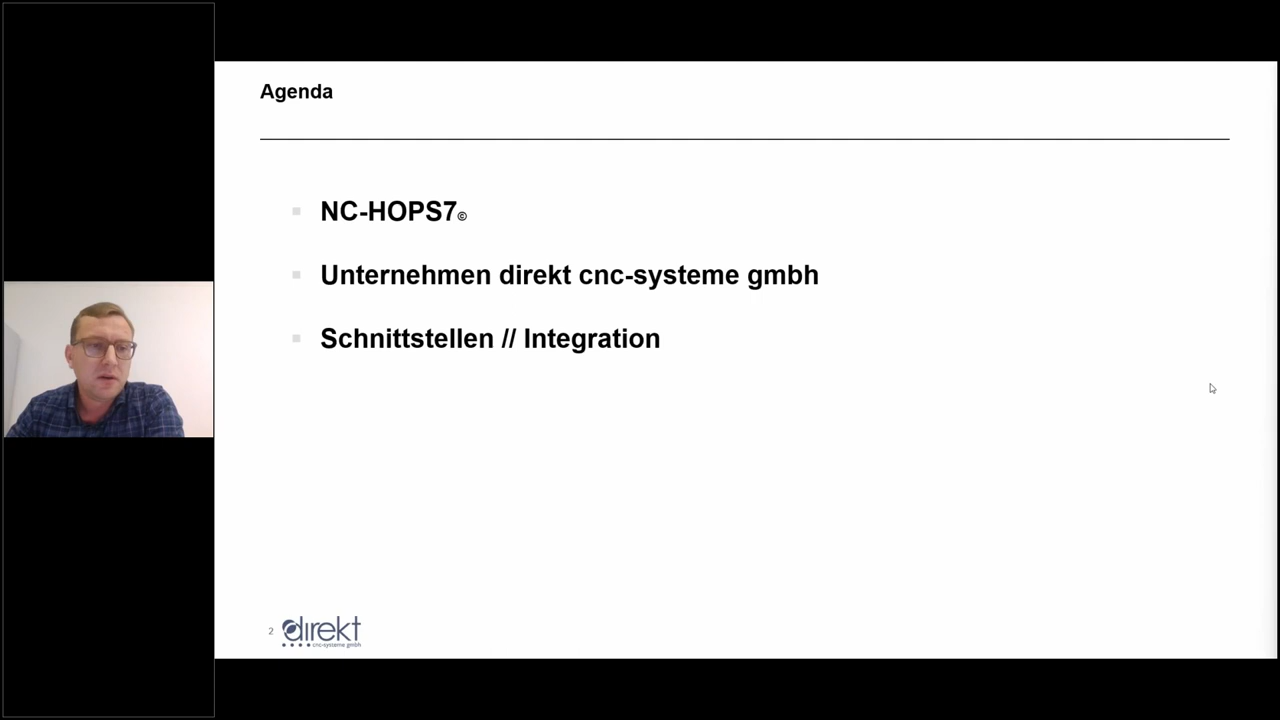 Agenda
NC-HOPS7©
Unternehmen direkt cnc-systeme gmbh
Schnittstellen // Integration
2
direkt
cnc-systeme gmbh